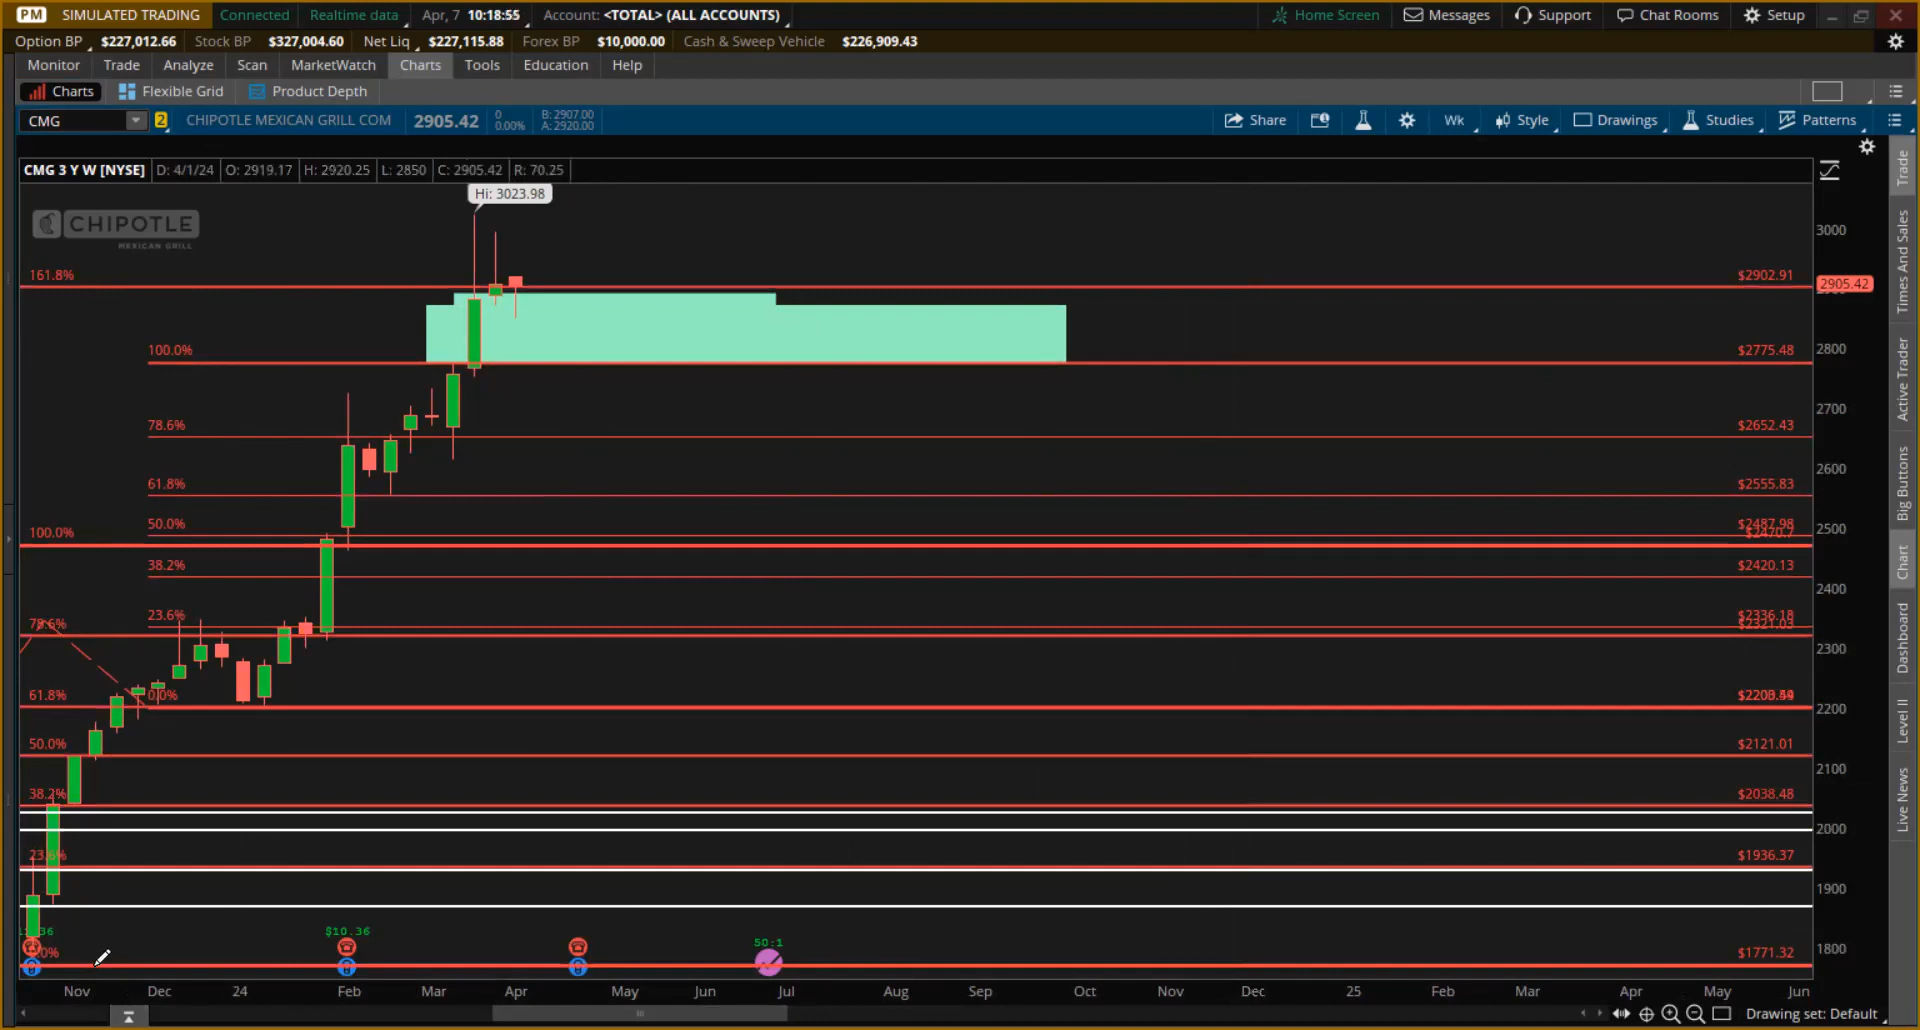 PM SIMULATED TRADING Connected Realtime data Apr, 7 10:18:55 Account: <TOTAL> (ALL ACCOUNTS) Home Screen Messages Support Chat Rooms Setup
Option BP $227,012.66 Stock BP $327,004.60 Net Liq $227,115.88 Forex BP $10,000.00 Cash & Sweep Vehicle $226,909.43
Monitor Trade Analyze Scan MarketWatch Charts Tools Education Help
Charts Flexible Grid Product Depth
CMG 2 CHIPOTLE MEXICAN GRILL COM 2905.42 0 0.00% B: 2907.00 A: 2920.00 Share Wk Style Drawings Studies Patterns
CMG 3 Y W [NYSE] D: 4/1/24 O: 2919.17 H: 2920.25 L: 2850 C: 2905.42 R: 70.25
Hi: 3023.98
CHIPOTLE
MEXICAN GRILL
3000
161.8% $2902.91
2905.42
100.0% $2775.48
2800
2700
78.6% $2652.43
2600
61.8% $2555.83
50.0% $2487.98
100.0% $2470.7
2500
38.2% $2420.13
2400
23.6% $2336.18
78.6% $2321.03
2300
61.8% 0.0%
2200
50.0% $2121.01
2100
38.2% $2038.48
2000
23.6% $1936.37
1900
$10.36
50:1
$1771.32
1800
Nov Dec 24 Feb Mar Apr May Jun Jul Aug Sep Oct Nov Dec 25 Feb Mar Apr May Jun
Drawing set: Default
Trade
Times And Sales
Active Trader
Big Buttons
Chart
Dashboard
Level II
Live News